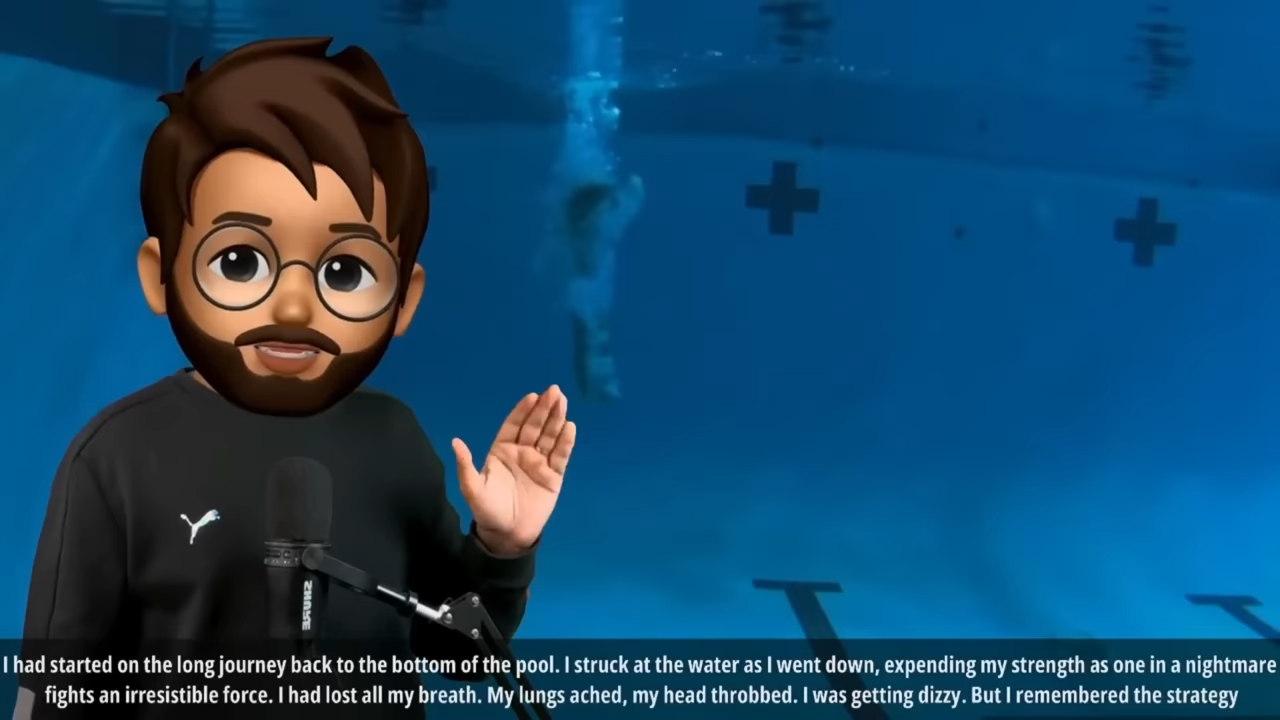 SHURE
I had started on the long journey back to the bottom of the pool. I struck at the water as I went down, expending my strength as one in a nightmare
fights an irresistible force. I had lost all my breath. My lungs ached, my head throbbed. I was getting dizzy. But I remembered the strategy